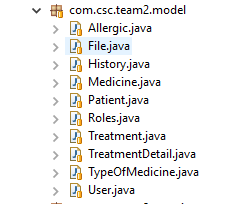 com.csc.team2.model
Allergic.java
File.java
History.java
Medicine.java
Patient.java
Roles.java
Treatment.java
TreatmentDetail.java
TypeOfMedicine.java
User.java